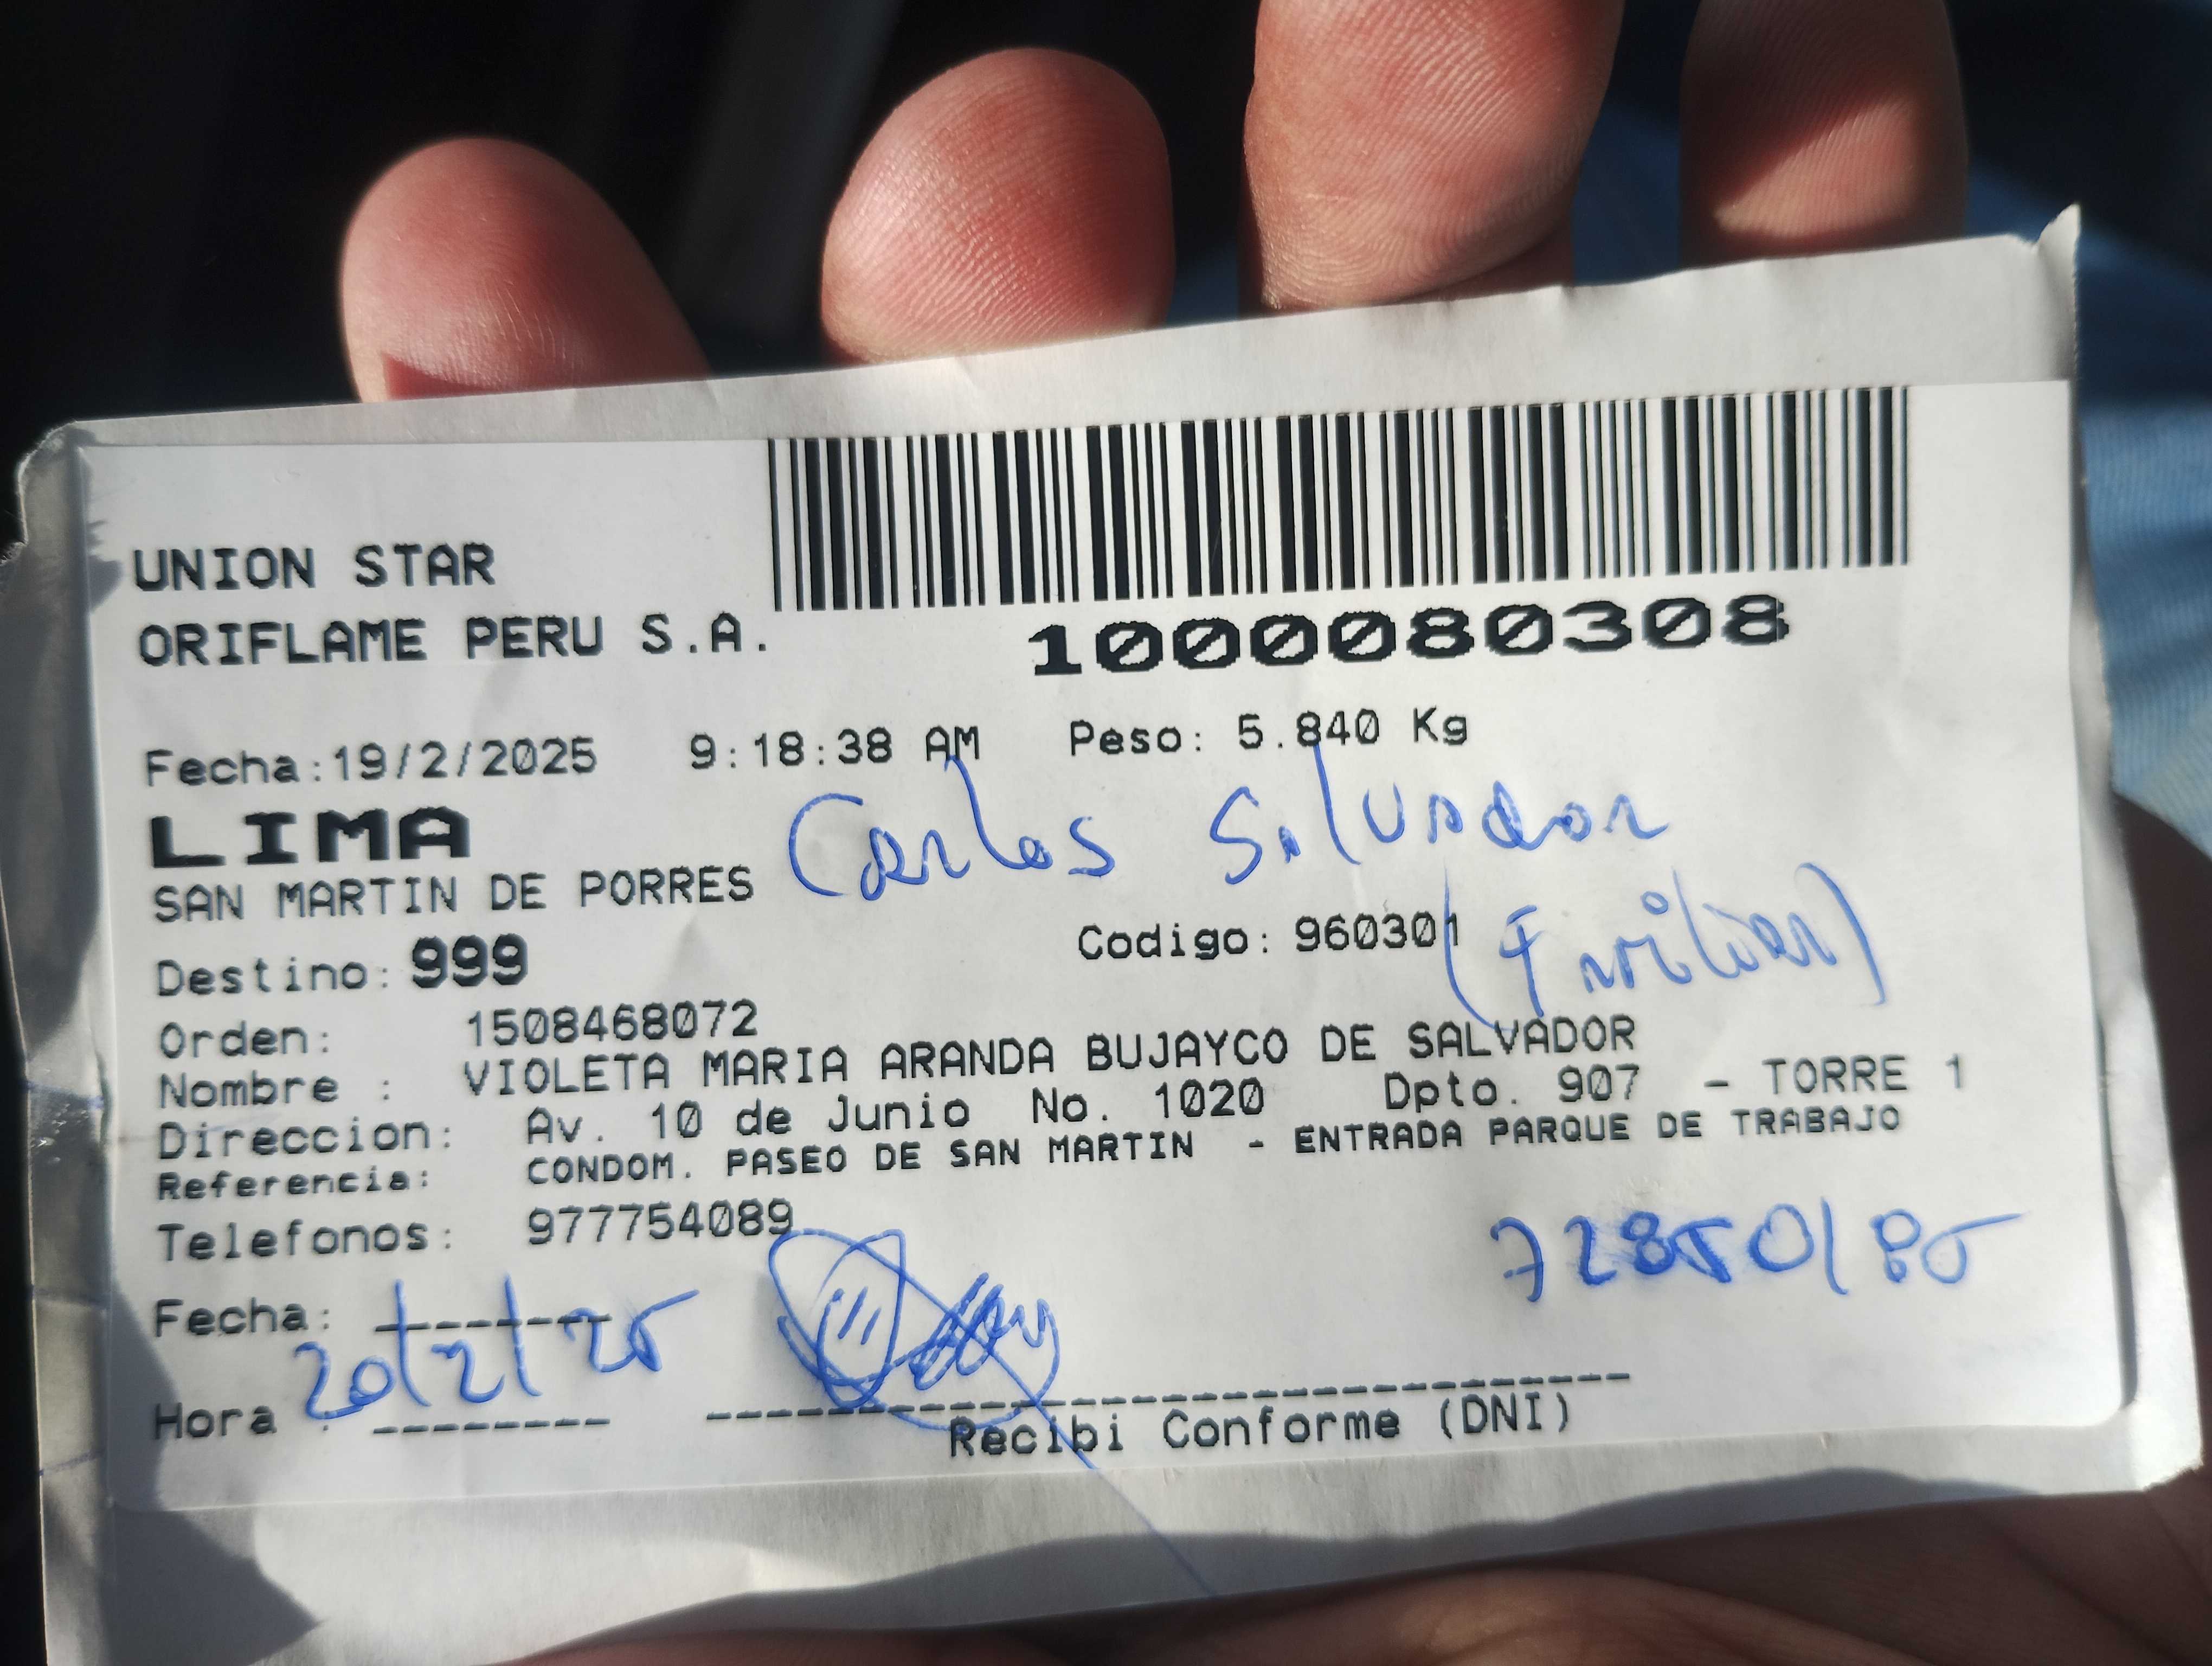 UNION STAR
ORIFLAME PERU S.A.
1000080308
Fecha:19/2/2025 9:18:38 AM Peso: 5.840 Kg
LIMA
Carlos Salvador
SAN MARTIN DE PORRES
(Familiar)
Destino: 999 Codigo: 960301
Orden: 1508468072
Nombre : VIOLETA MARIA ARANDA BUJAYCO DE SALVADOR
Direccion: Av. 10 de Junio No. 1020 Dpto. 907 - TORRE 1
Referencia: CONDOM. PASEO DE SAN MARTIN - ENTRADA PARQUE DE TRABAJO
Telefonos: 977754089
72850185
Fecha: 20/2/25
Hora :
Recibi Conforme (DNI)